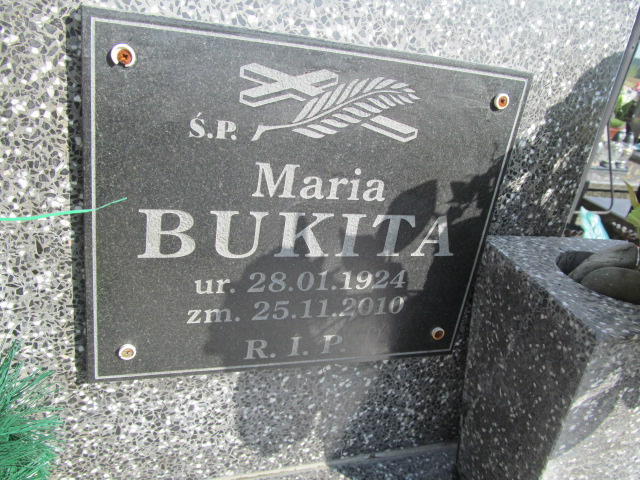 Ś.P.
Maria
BUKITA
ur. 28.01.1924
zm. 25.11.2010
R. I. P.